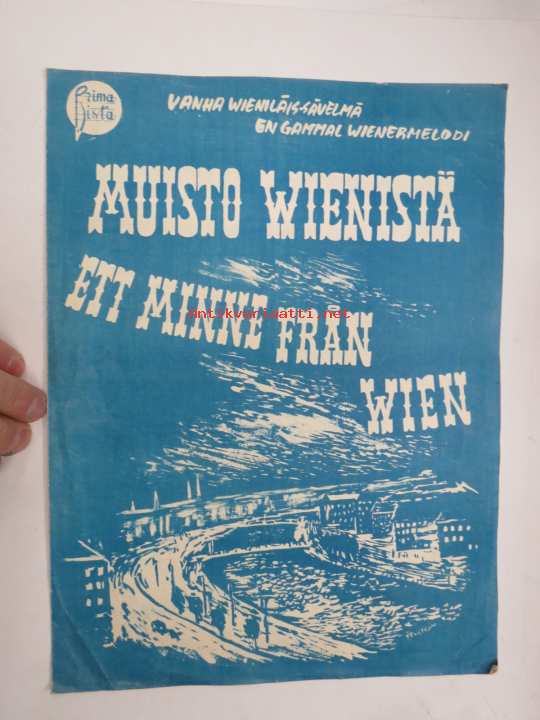 Prima
Vista
VANHA WIENILÄIS-SÄVELMÄ
EN GAMMAL WIENERMELODI
MUISTO WIENISTÄ
ETT MINNE FRÅN
WIEN
antikvariaatti.net